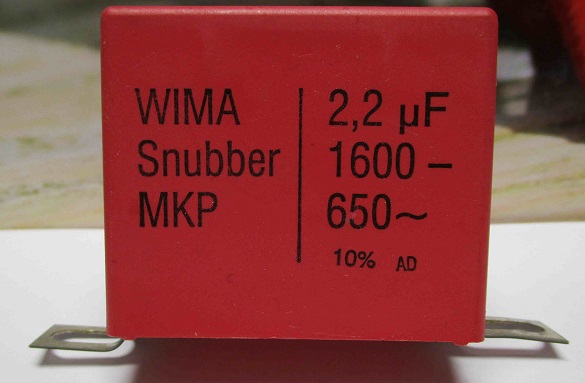 WIMA
Snubber
MKP
2,2 µF
1600 –
650~
10% AD